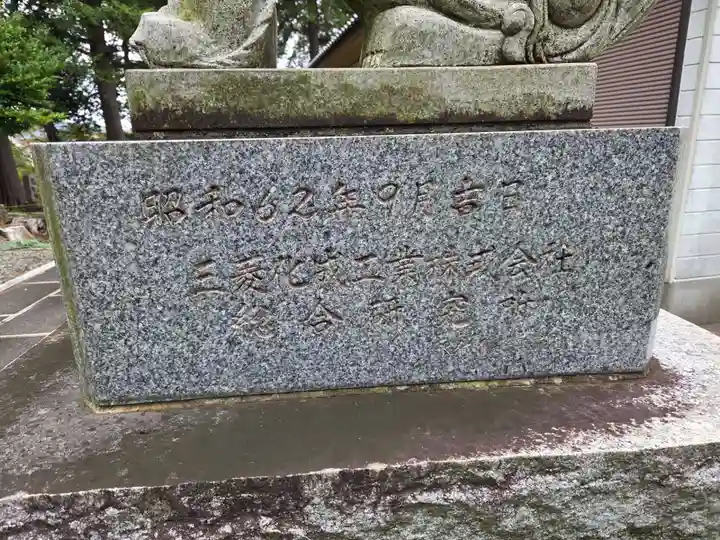 昭和62年9月吉日
三菱化成工業株式会社
総合研究所